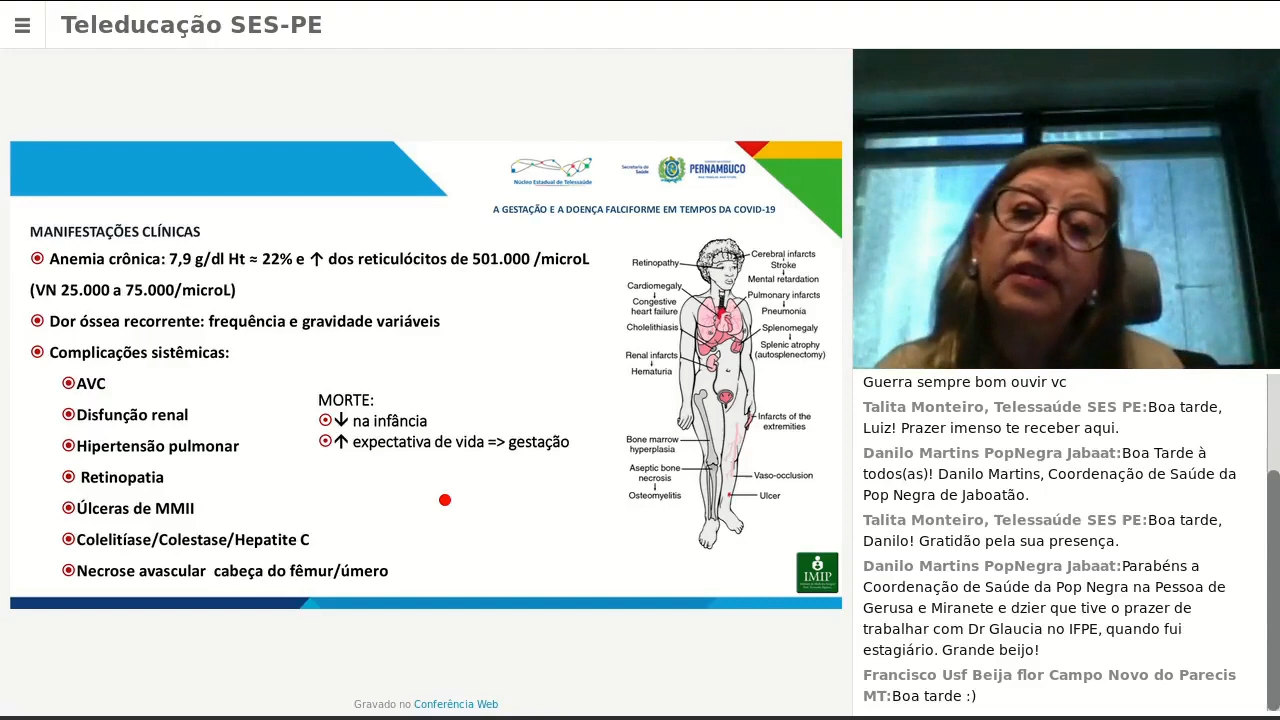 Teleducação SES-PE
Núcleo Estadual de Telessaúde
Secretaria de
Saúde
PERNAMBUCO
A GESTAÇÃO E A DOENÇA FALCIFORME EM TEMPOS DA COVID-19
MANIFESTAÇÕES CLÍNICAS
Anemia crônica: 7,9 g/dl Ht ≈ 22% e ↑ dos reticulócitos de 501.000 /microL
(VN 25.000 a 75.000/microL)
Dor óssea recorrente: frequência e gravidade variáveis
Complicações sistêmicas:
AVC
Disfunção renal
Hipertensão pulmonar
Retinopatia
Úlceras de MMII
Colelitíase/Colestase/Hepatite C
Necrose avascular cabeça do fêmur/úmero
MORTE:
↓ na infância
↑ expectativa de vida => gestação
Retinopathy
Cardiomegaly
Congestive
heart failure
Cholelithiasis
Renal infarcts
Hematuria
Bone marrow
hyperplasia
Aseptic bone
necrosis
Osteomyelitis
Cerebral infarcts
Stroke
Mental retardation
Pulmonary infarcts
Pneumonia
Splenomegaly
Splenic atrophy
(autosplenectomy)
Infarcts of the
extremities
Vaso-occlusion
Ulcer
IMIP
Gravado no Conferência Web
Guerra sempre bom ouvir vc
Talita Monteiro, Telessaúde SES PE:Boa tarde,
Luiz! Prazer imenso te receber aqui.
Danilo Martins PopNegra Jabaat:Boa Tarde à
todos(as)! Danilo Martins, Coordenação de Saúde da
Pop Negra de Jaboatão.
Talita Monteiro, Telessaúde SES PE:Boa tarde,
Danilo! Gratidão pela sua presença.
Danilo Martins PopNegra Jabaat:Parabéns a
Coordenação de Saúde da Pop Negra na Pessoa de
Gerusa e Miranete e dzier que tive o prazer de
trabalhar com Dr Glaucia no IFPE, quando fui
estagiário. Grande beijo!
Francisco Usf Beija flor Campo Novo do Parecis
MT:Boa tarde :)